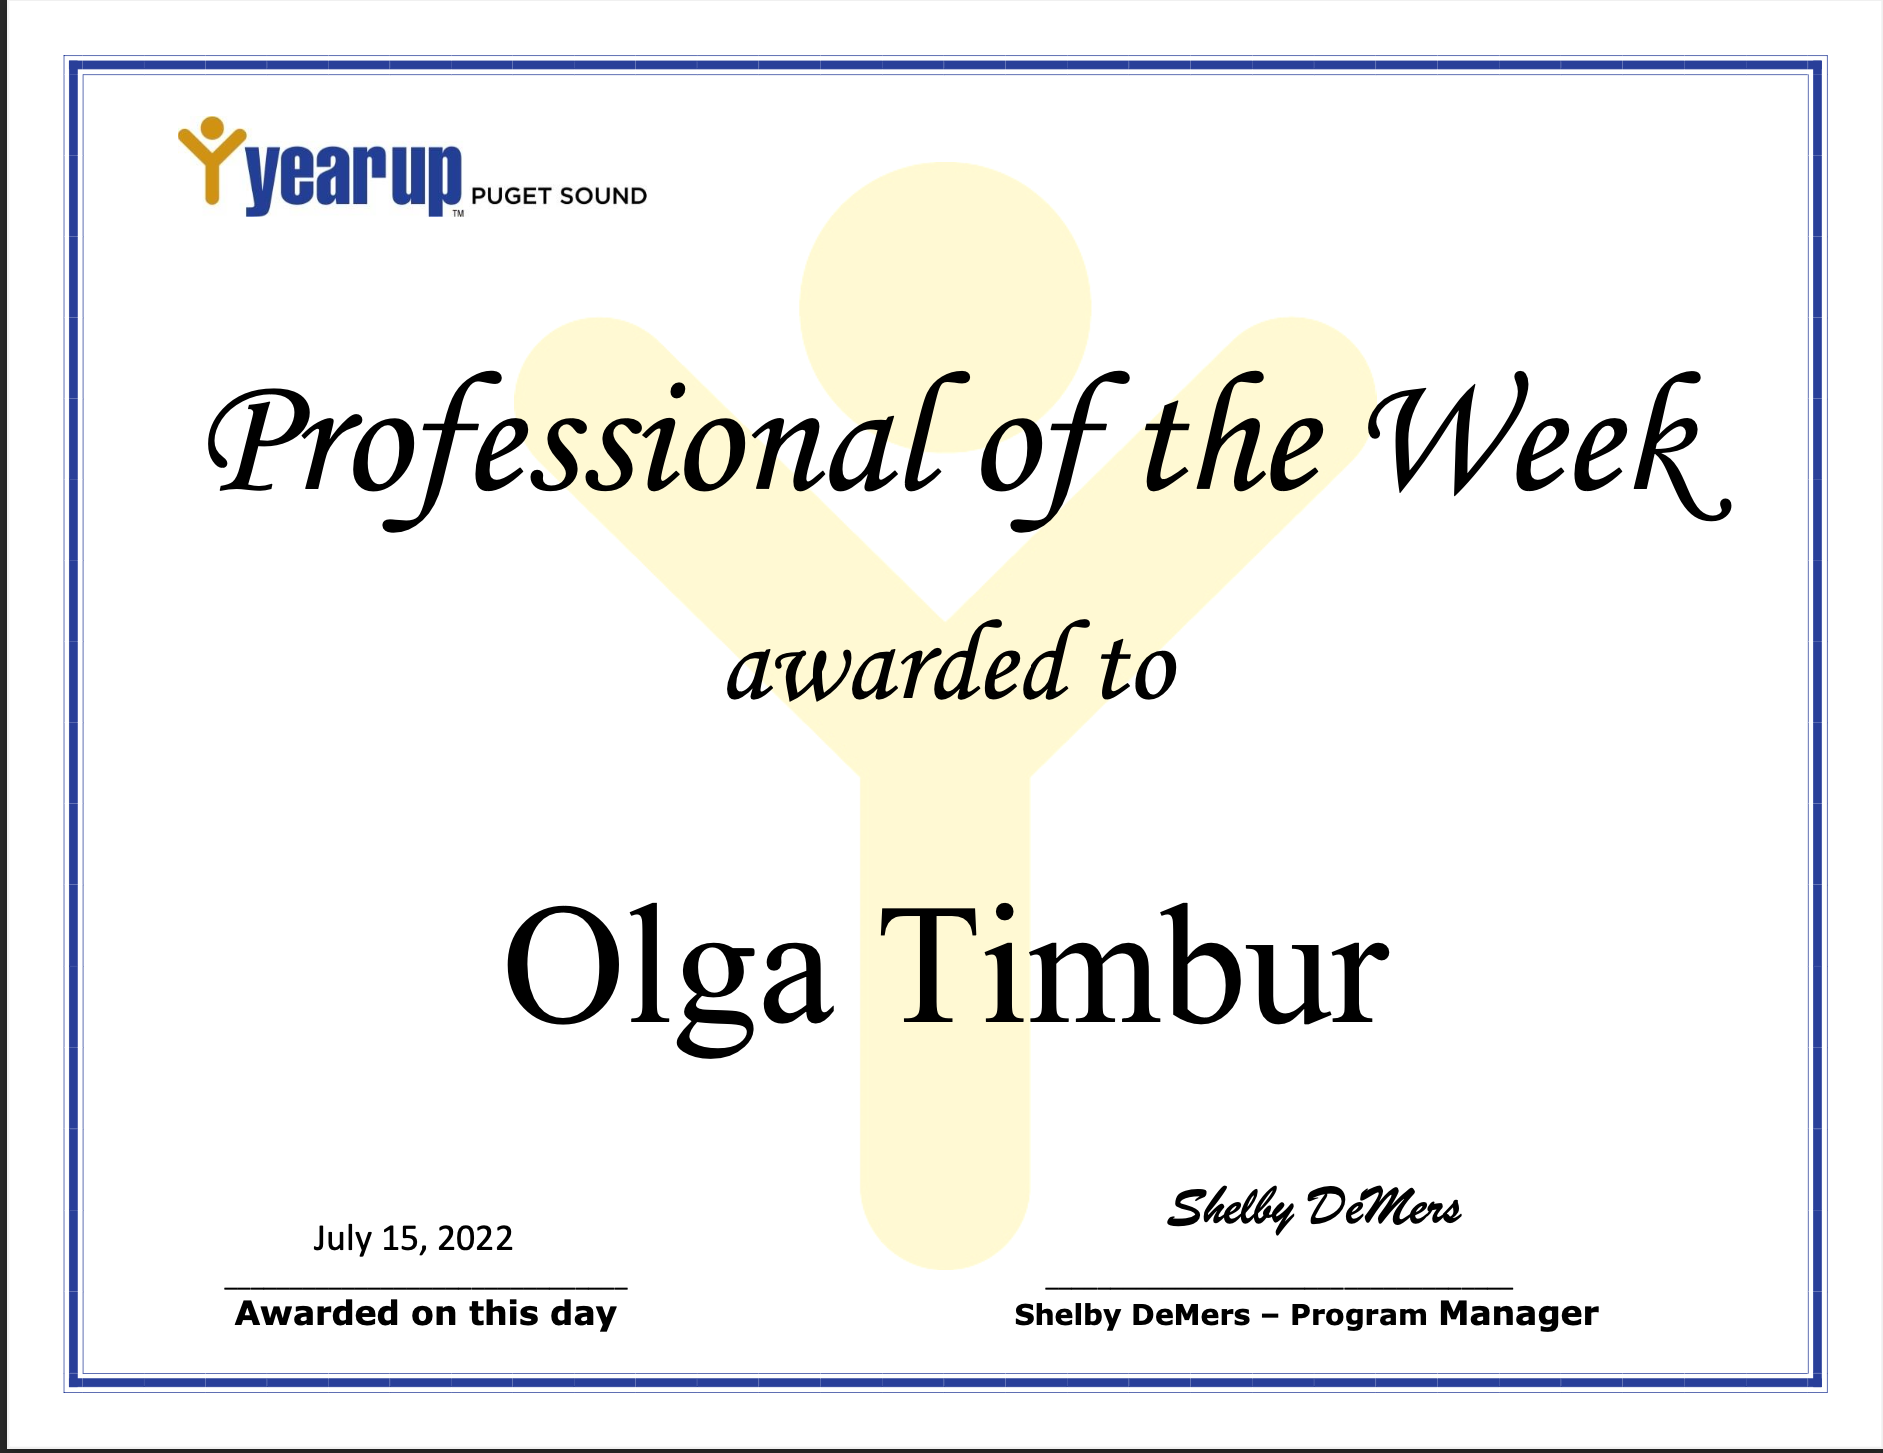 yearup™ PUGET SOUND
Professional of the Week
awarded to
Olga Timbur
Shelby DeMers
July 15, 2022
Awarded on this day
Shelby DeMers – Program Manager